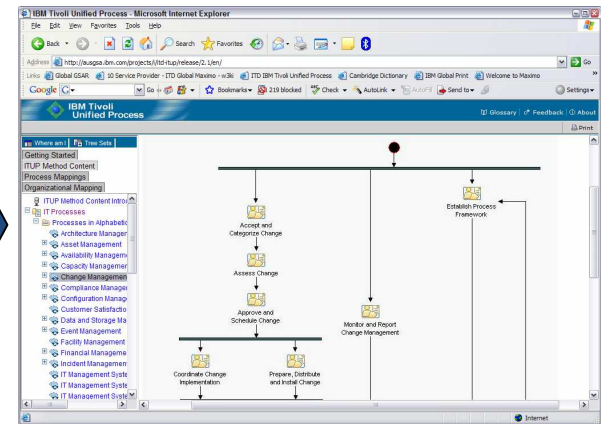 IBM Tivoli Unified Process - Microsoft Internet Explorer
File Edit View Favorites Tools Help
Back Search Favorites
Address http://ausgsa.ibm.com/projects/i/itd-itup/release/2.1/en/ Go
Links Global GSAR 10 Service Provider - ITD Global Maximo - w3ki ITD IBM Tivoli Unified Process Cambridge Dictionary IBM Global Print Welcome to Maximo
Google G Go Bookmarks 219 blocked Check AutoLink AutoFill Send to Settings
IBM Tivoli
Unified Process
Glossary Feedback About
Print
Where am I Tree Sets
Getting Started
ITUP Method Content
Process Mappings
Organizational Mapping
ITUP Method Content Introd
IT Processes
Processes in Alphabetic
Architecture Manager
Asset Management
Availability Manageme
Capacity Managemer
Change Managemen
Compliance Manager
Configuration Manage
Customer Satisfactio
Data and Storage Ma
Event Management
Facility Management
Financial Manageme
Incident Managemen
IT Management Syste
IT Management Syste
IT Management Syste
Accept and
Categorize Change
Establish Process
Framework
Assess Change
Approve and
Schedule Change
Monitor and Report
Change Management
Coordinate Change
Implementation
Prepare, Distribute
and Install Change
Internet